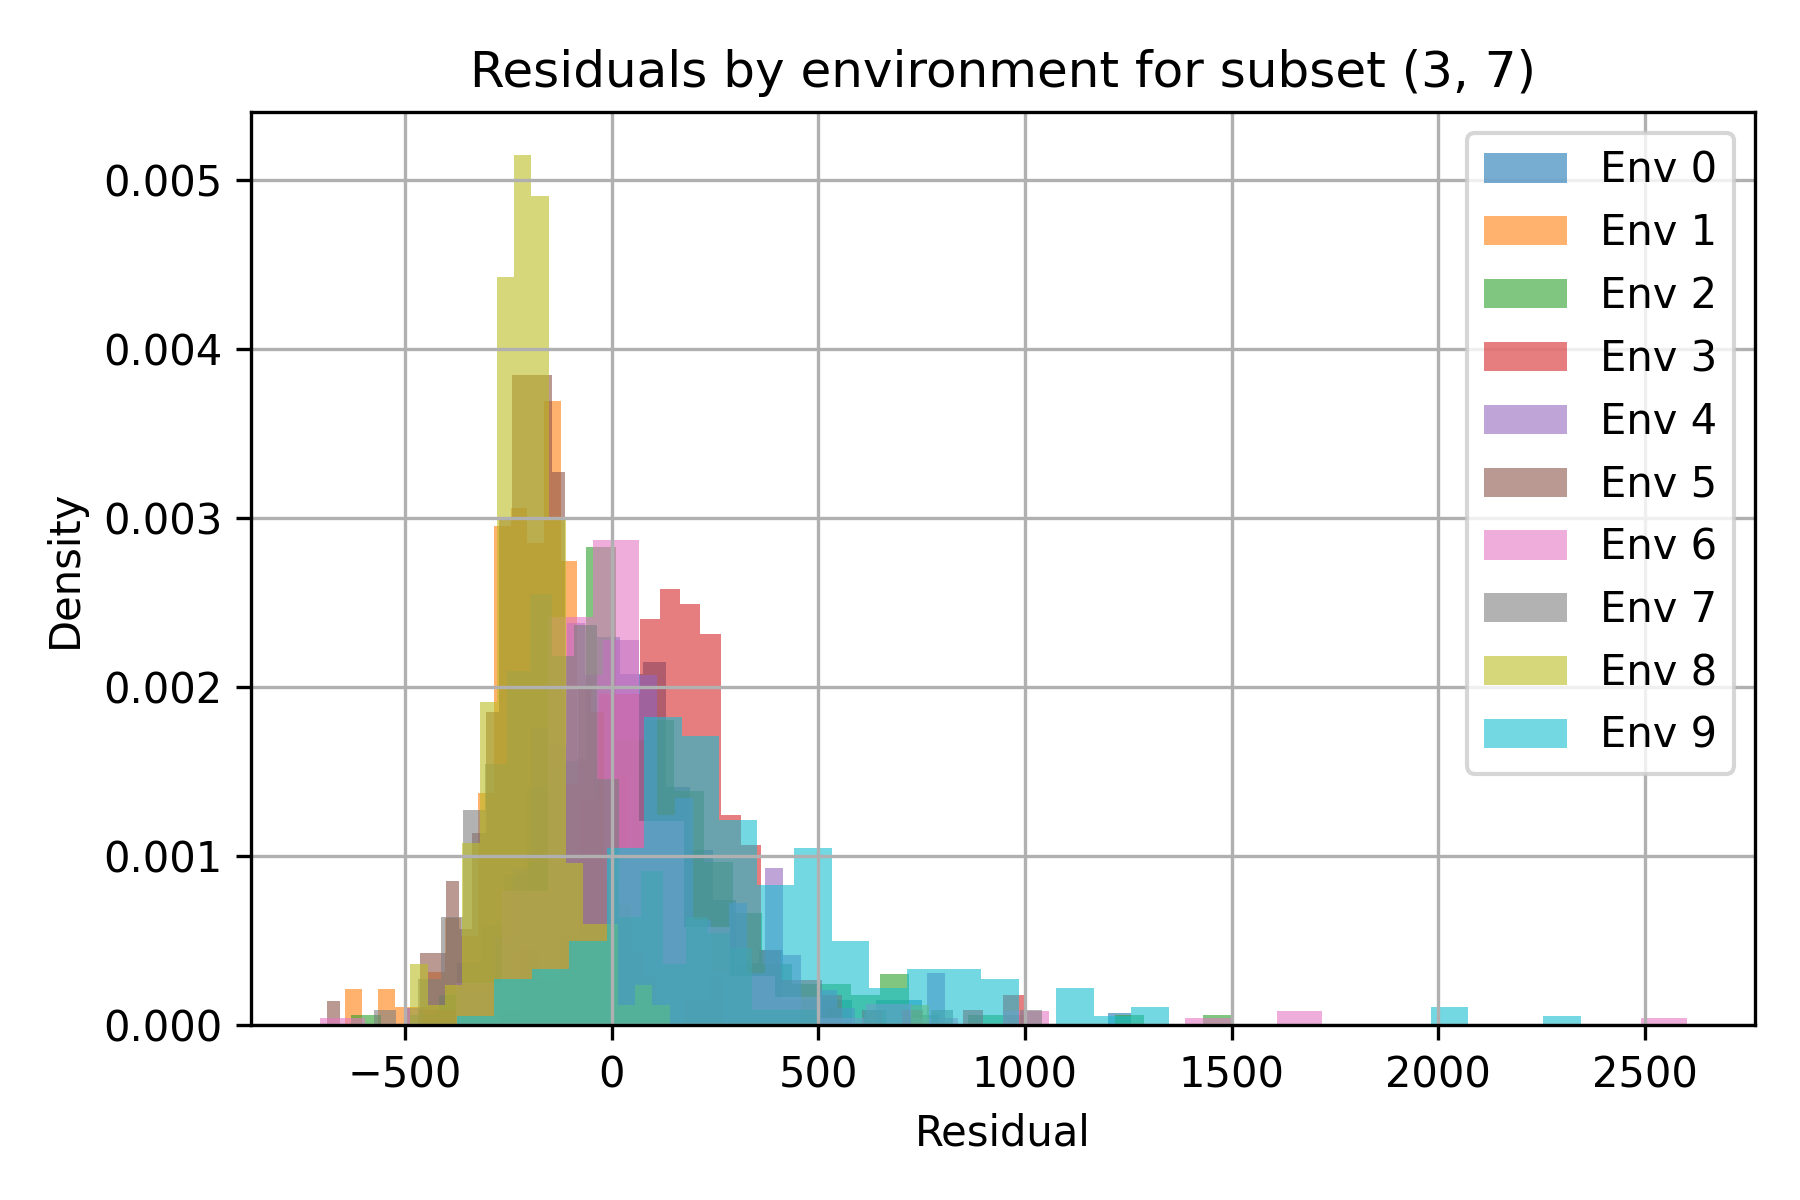 Residuals by environment for subset (3, 7)
Density
0.005
0.004
0.003
0.002
0.001
0.000
−500 0 500 1000 1500 2000 2500
Residual
Env 0
Env 1
Env 2
Env 3
Env 4
Env 5
Env 6
Env 7
Env 8
Env 9